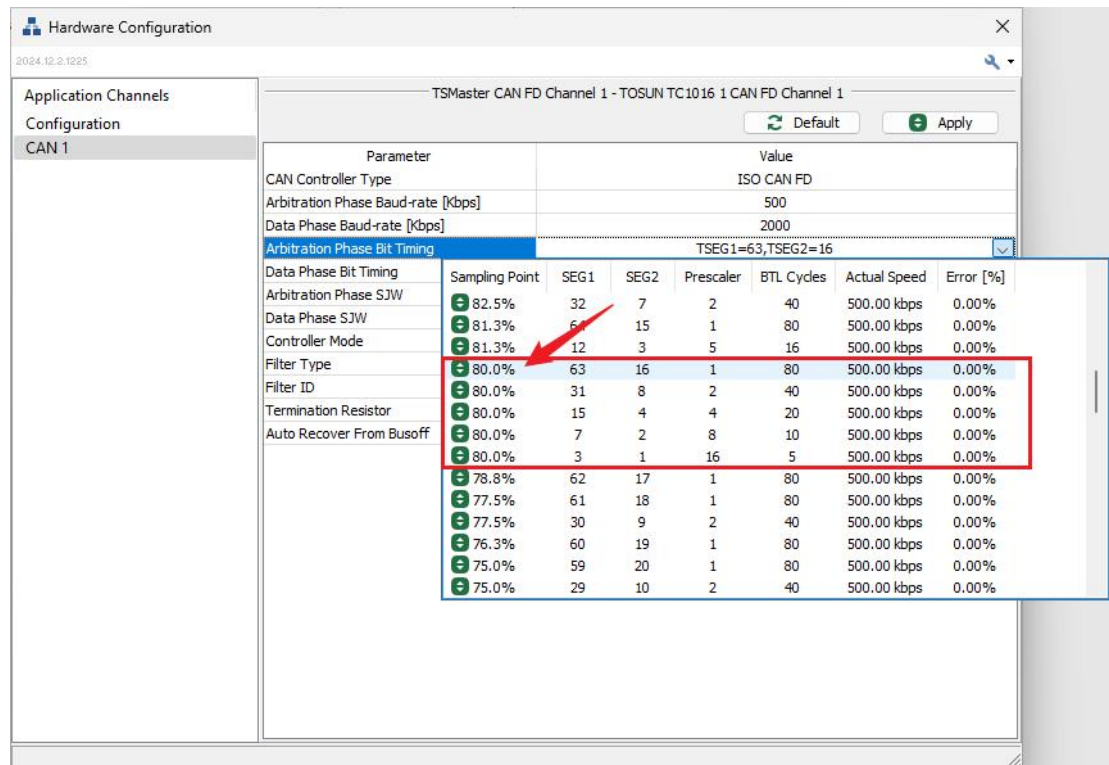 Hardware Configuration
2024.12.2.1225
Application Channels
Configuration
CAN 1
TSMaster CAN FD Channel 1 - TOSUN TC1016 1 CAN FD Channel 1
Default Apply
Parameter Value
CAN Controller Type ISO CAN FD
Arbitration Phase Baud-rate [Kbps] 500
Data Phase Baud-rate [Kbps] 2000
Arbitration Phase Bit Timing TSEG1=63,TSEG2=16
Data Phase Bit Timing
Arbitration Phase SJW
Data Phase SJW
Controller Mode
Filter Type
Filter ID
Termination Resistor
Auto Recover From Busoff
Sampling Point SEG1 SEG2 Prescaler BTL Cycles Actual Speed Error [%]
82.5% 32 7 2 40 500.00 kbps 0.00%
81.3% 64 15 1 80 500.00 kbps 0.00%
81.3% 12 3 5 16 500.00 kbps 0.00%
80.0% 63 16 1 80 500.00 kbps 0.00%
80.0% 31 8 2 40 500.00 kbps 0.00%
80.0% 15 4 4 20 500.00 kbps 0.00%
80.0% 7 2 8 10 500.00 kbps 0.00%
80.0% 3 1 16 5 500.00 kbps 0.00%
78.8% 62 17 1 80 500.00 kbps 0.00%
77.5% 61 18 1 80 500.00 kbps 0.00%
77.5% 30 9 2 40 500.00 kbps 0.00%
76.3% 60 19 1 80 500.00 kbps 0.00%
75.0% 59 20 1 80 500.00 kbps 0.00%
75.0% 29 10 2 40 500.00 kbps 0.00%